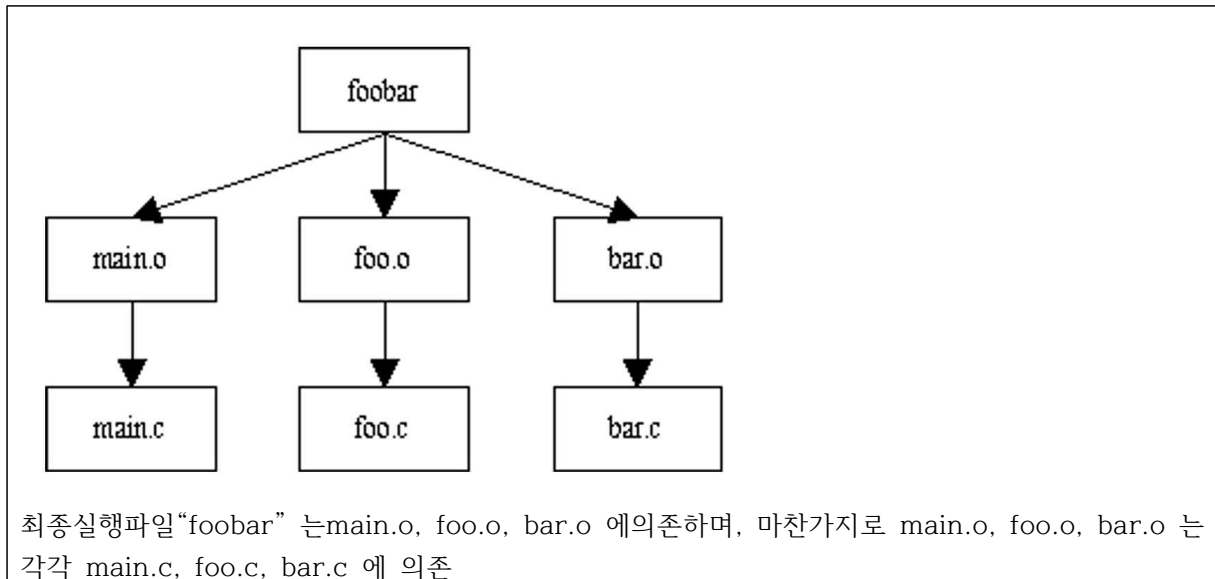 foobar
main.o foo.o bar.o
main.c foo.c bar.c
최종실행파일“foobar” 는main.o, foo.o, bar.o 에의존하며, 마찬가지로 main.o, foo.o, bar.o 는
각각 main.c, foo.c, bar.c 에 의존